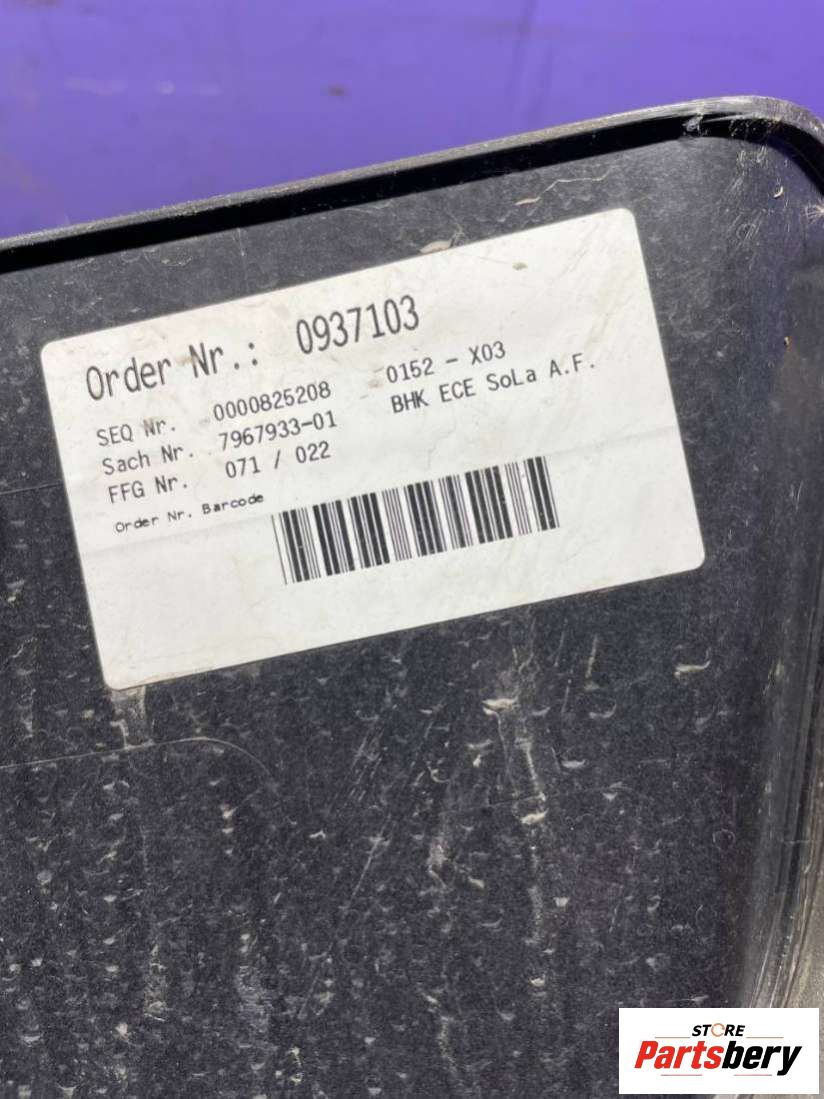 Order Nr.: 0937103
SEQ Nr. 0000825208 0152 - X03
Sach Nr. 7967933-01 BHK ECE SoLa A.F.
FFG Nr. 071 / 022
Order Nr. Barcode
STORE
Partsbery